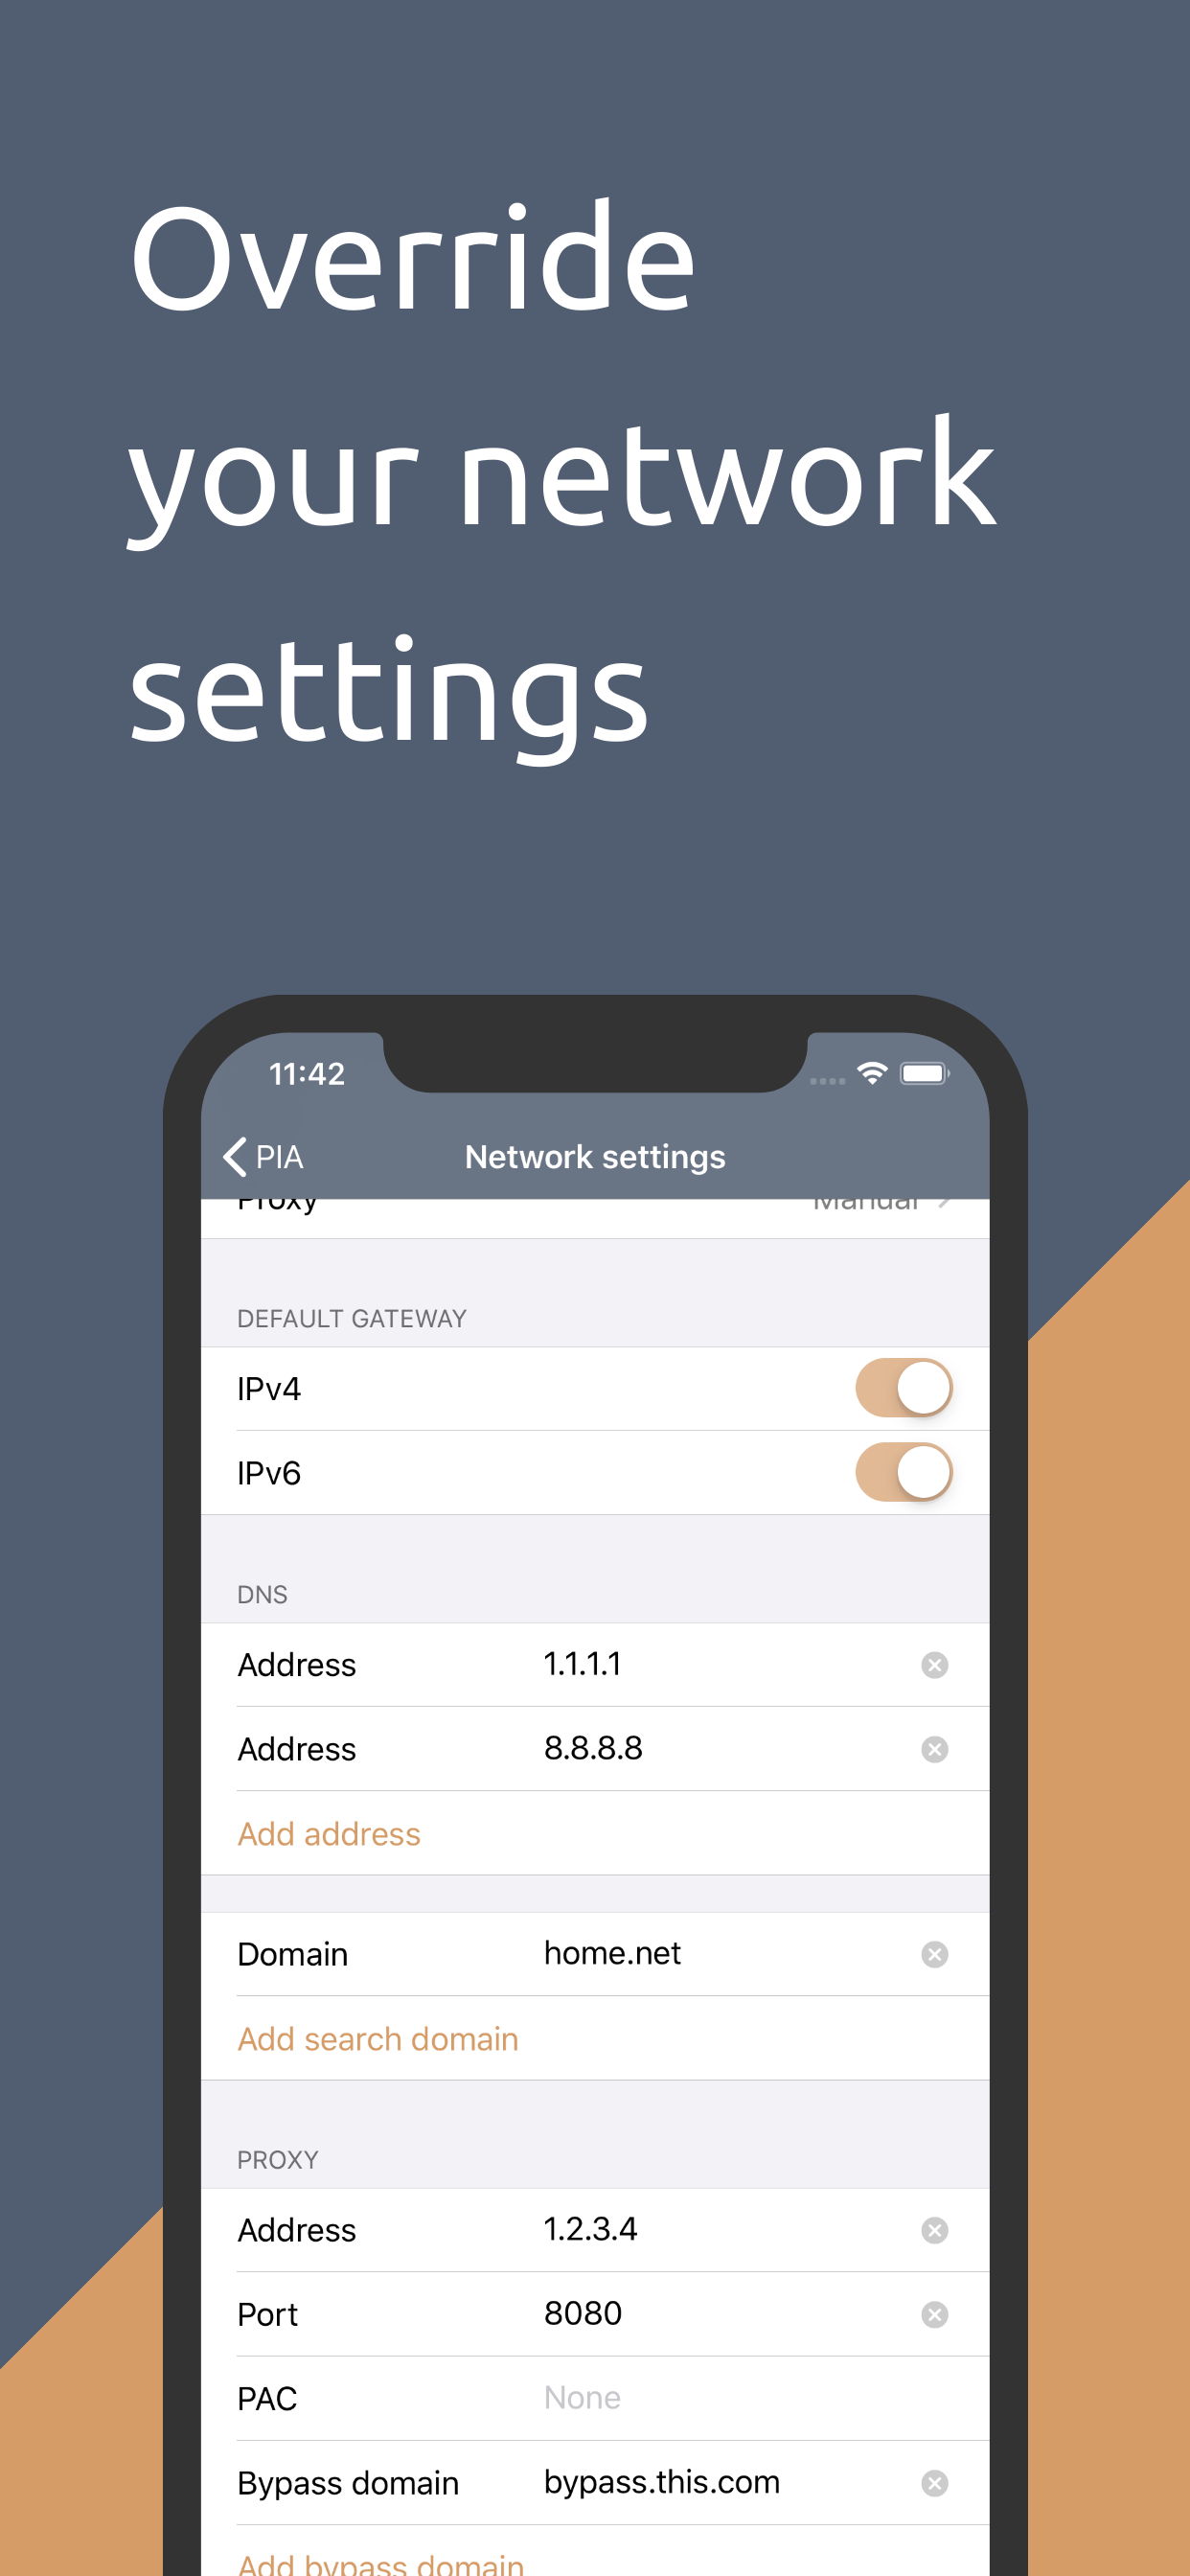 Override
your network
settings
11:42
PIA Network settings
Proxy Manual
DEFAULT GATEWAY
IPv4
IPv6
DNS
Address 1.1.1.1
Address 8.8.8.8
Add address
Domain home.net
Add search domain
PROXY
Address 1.2.3.4
Port 8080
PAC None
Bypass domain bypass.this.com
Add bypass domain